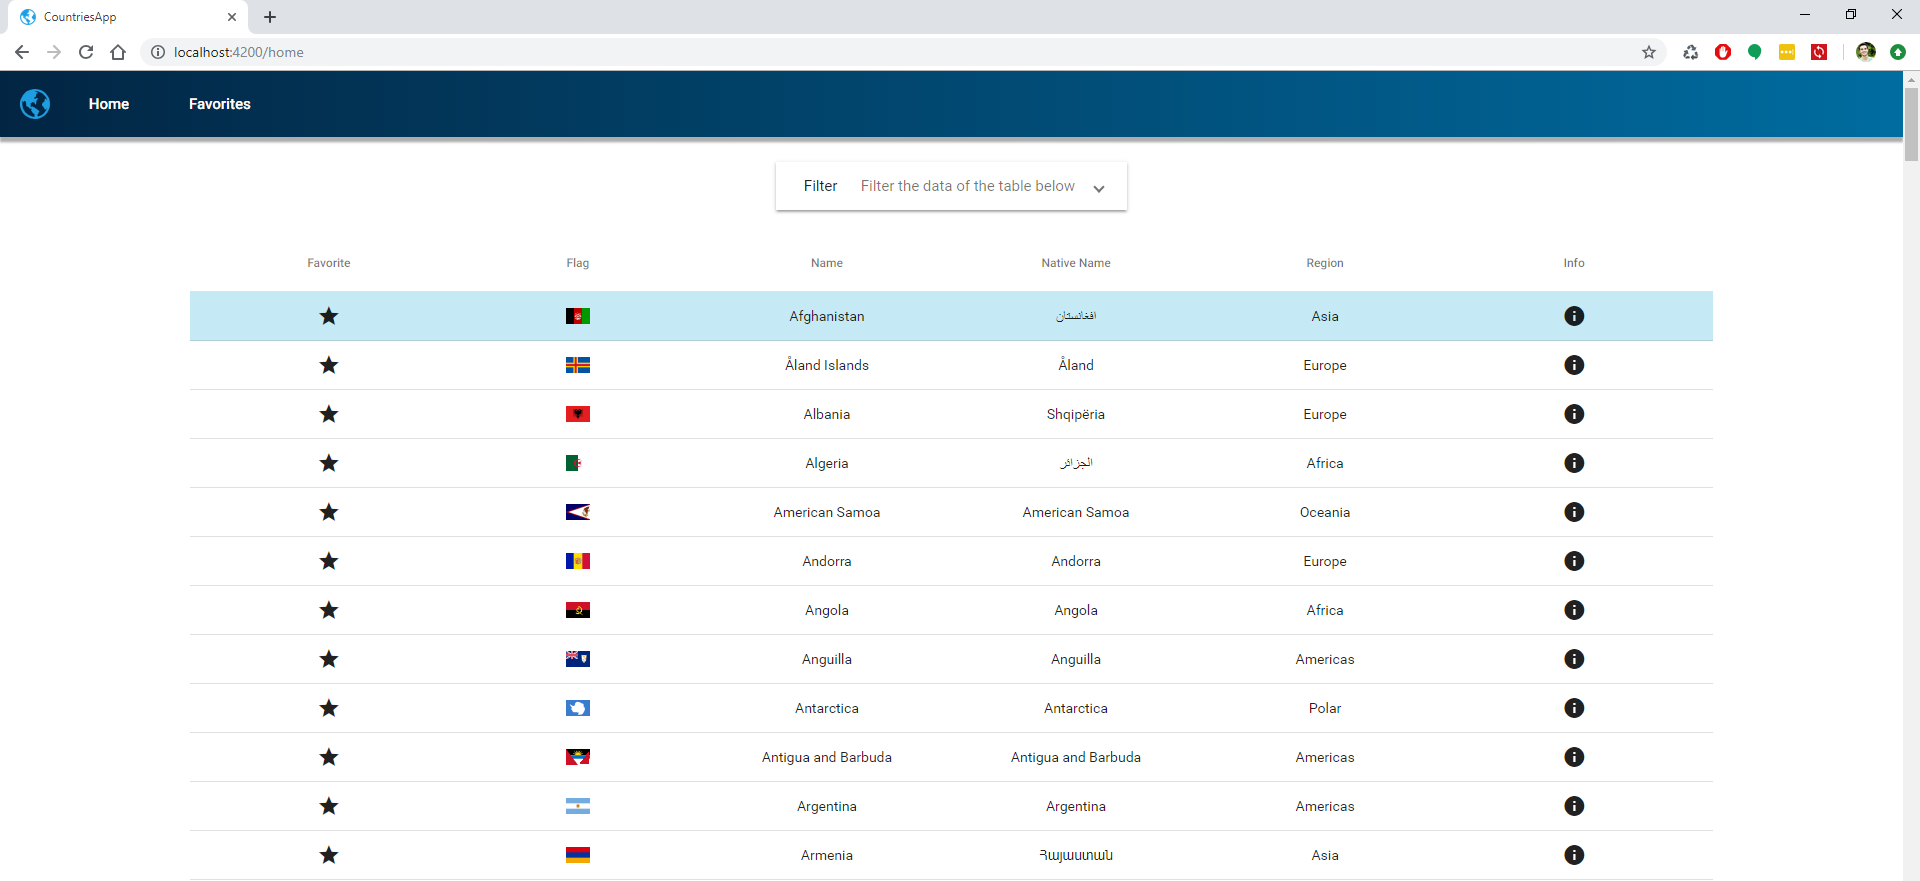 CountriesApp
localhost:4200/home
Home Favorites
Filter Filter the data of the table below
Favorite Flag Name Native Name Region Info
Afghanistan افغانستان Asia
Åland Islands Åland Europe
Albania Shqipëria Europe
Algeria الجزائر Africa
American Samoa American Samoa Oceania
Andorra Andorra Europe
Angola Angola Africa
Anguilla Anguilla Americas
Antarctica Antarctica Polar
Antigua and Barbuda Antigua and Barbuda Americas
Argentina Argentina Americas
Armenia Հայաստան Asia